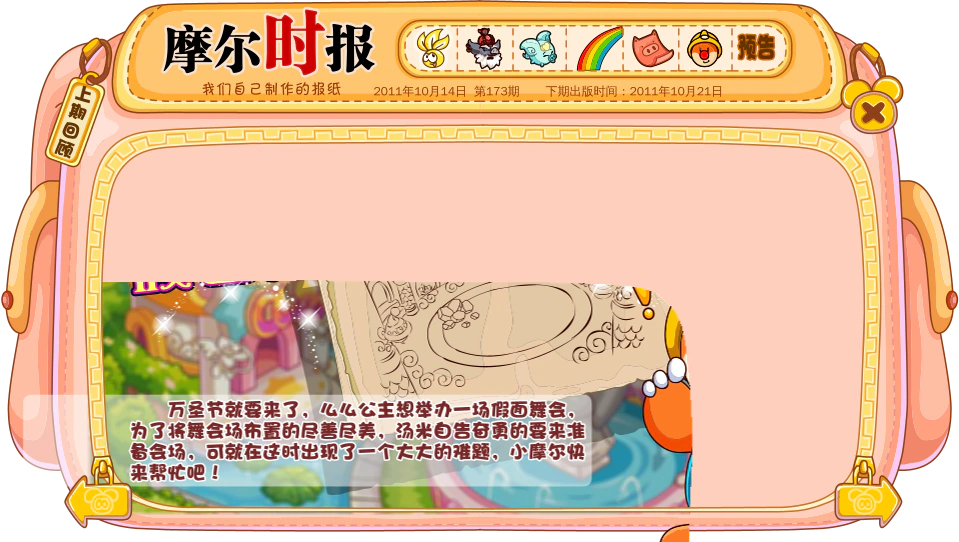 摩尔时报
预告
我们自己制作的报纸
2011年10月14日 第173期 下期出版时间：2011年10月21日
上期回顾
万圣节就要来了，么么公主想举办一场假面舞会，
为了将舞会场布置的尽善尽美，汤米自告奋勇的要来准
备会场，可就在这时出现了一个大大的难题，小摩尔快
来帮忙吧！